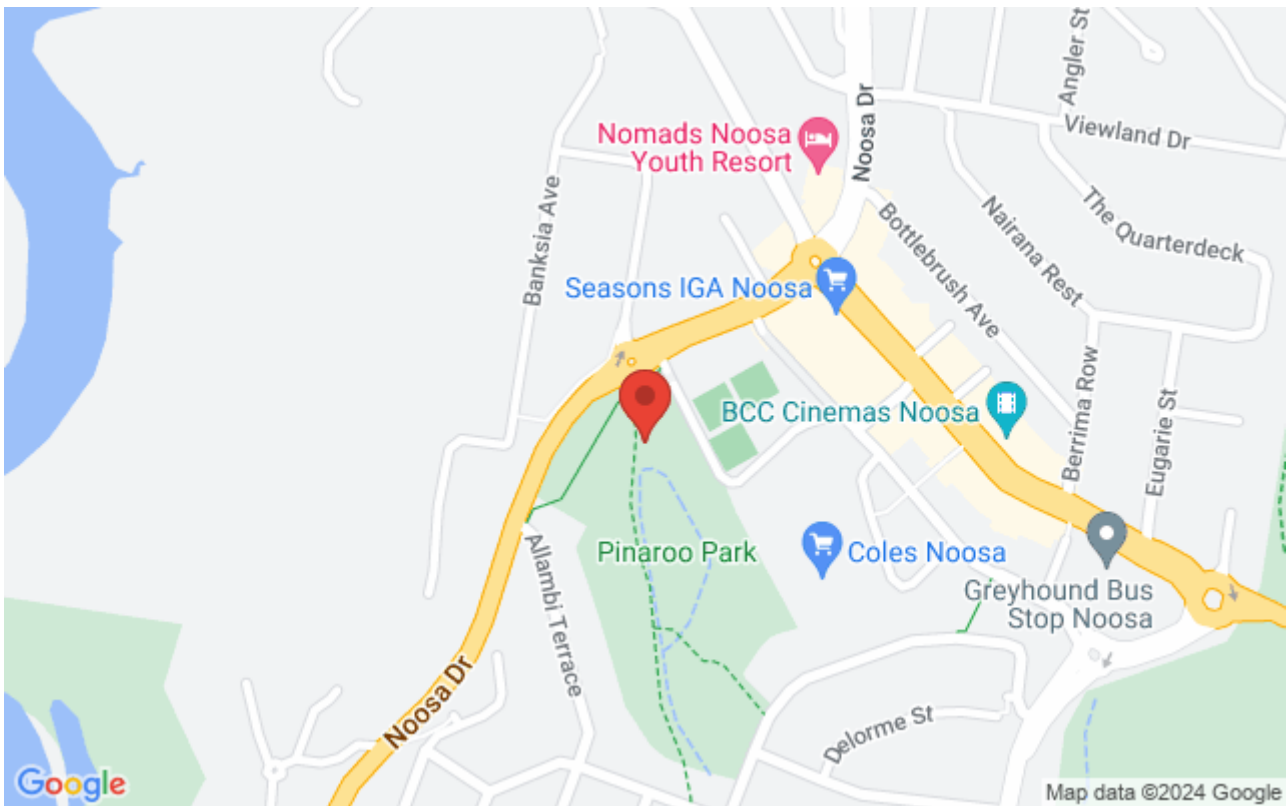 Angler St
Noosa Dr
Viewland Dr
Nomads Noosa
Youth Resort
The Quarterdeck
Nairana Rest
Bottlebrush Ave
Banksia Ave
Seasons IGA Noosa
BCC Cinemas Noosa
Berrima Row
Eugarie St
Pinaroo Park
Coles Noosa
Allambi Terrace
Greyhound Bus
Stop Noosa
Noosa Dr
Delorme St
Google
Map data ©2024 Google